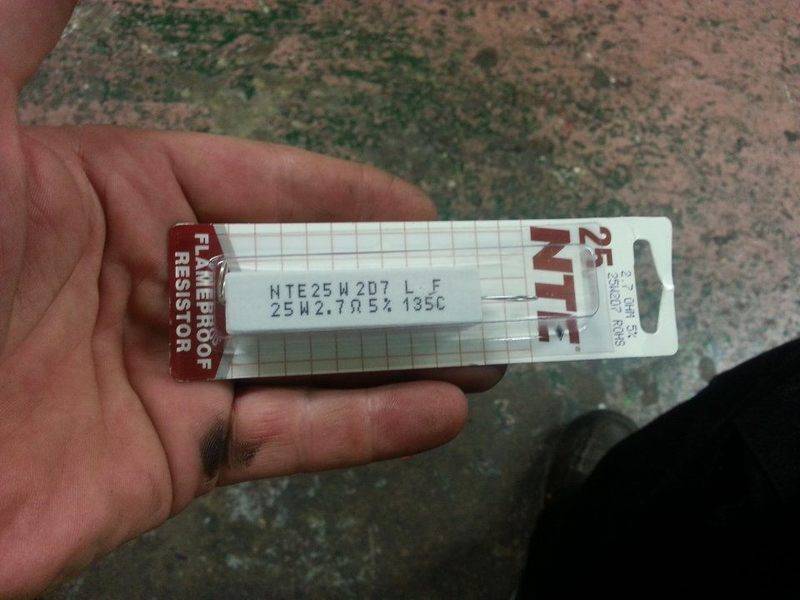 FLAMEPROOF
RESISTOR
NTE25W2D7 L F
25W2.7Ω5% 135C
NTE
25
2.7 OHM 5%
25W2D7 ROHS